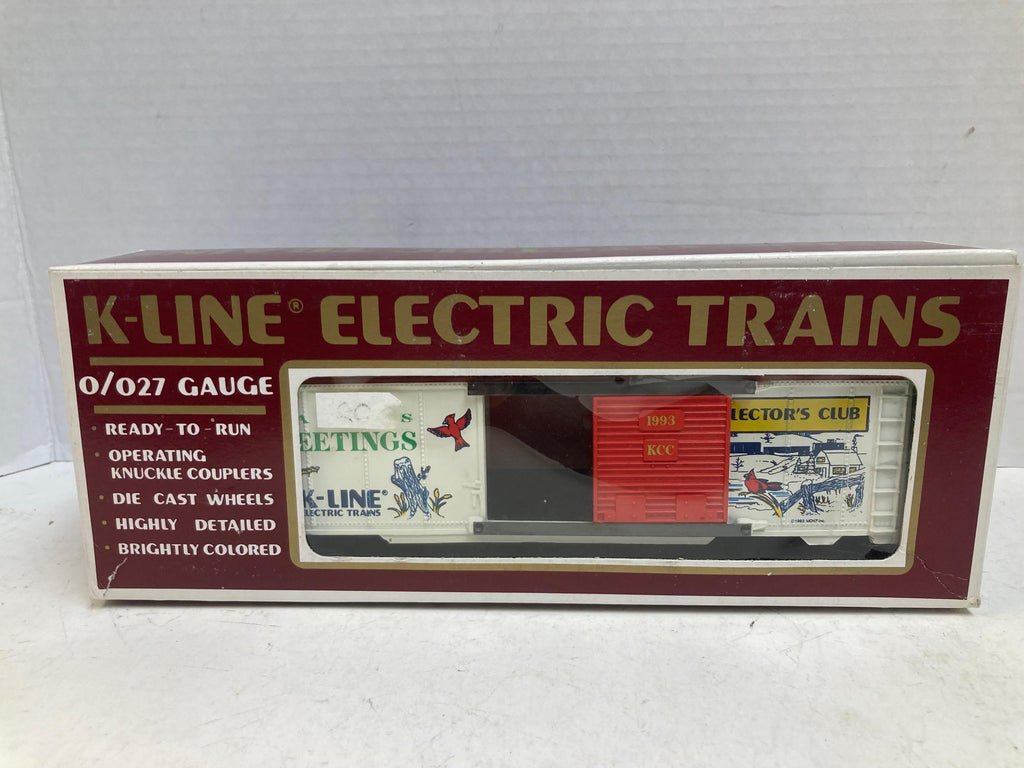 K-LINE® ELECTRIC TRAINS
O/O27 GAUGE
• READY-TO-RUN
• OPERATING
KNUCKLE COUPLERS
• DIE CAST WHEELS
• HIGHLY DETAILED
• BRIGHTLY COLORED
S
EETINGS
K-LINE®
ELECTRIC TRAINS
1993
KCC
LECTOR'S CLUB